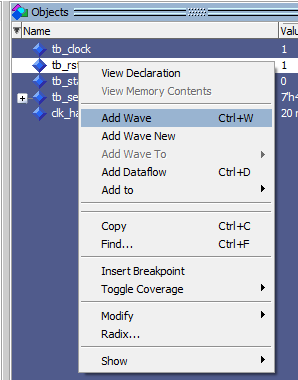 Objects
Name Valu
tb_clock 1
tb_rs 1
tb_sta 0
tb_se 7'h4
clk_ha 20 n
View Declaration
View Memory Contents
Add Wave Ctrl+W
Add Wave New
Add Wave To
Add Dataflow Ctrl+D
Add to
Copy Ctrl+C
Find... Ctrl+F
Insert Breakpoint
Toggle Coverage
Modify
Radix...
Show